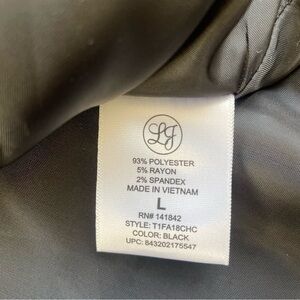 LJ
93% POLYESTER
5% RAYON
2% SPANDEX
MADE IN VIETNAM
L
RN# 141842
STYLE: T1FA18CHC
COLOR: BLACK
UPC: 843202175547